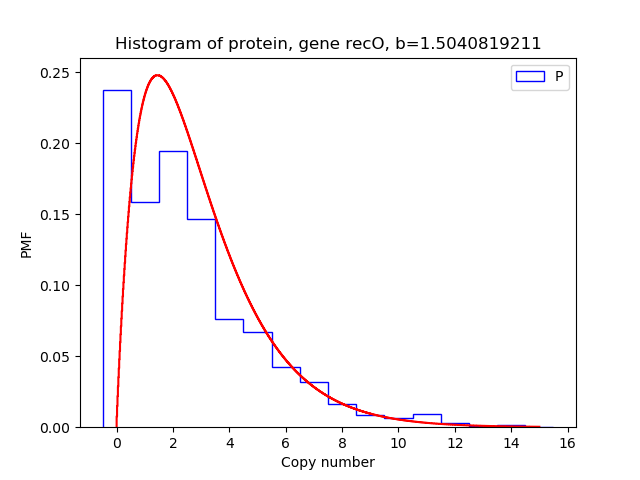 Histogram of protein, gene recO, b=1.5040819211
P
PMF
0.25
0.20
0.15
0.10
0.05
0.00
0 2 4 6 8 10 12 14 16
Copy number